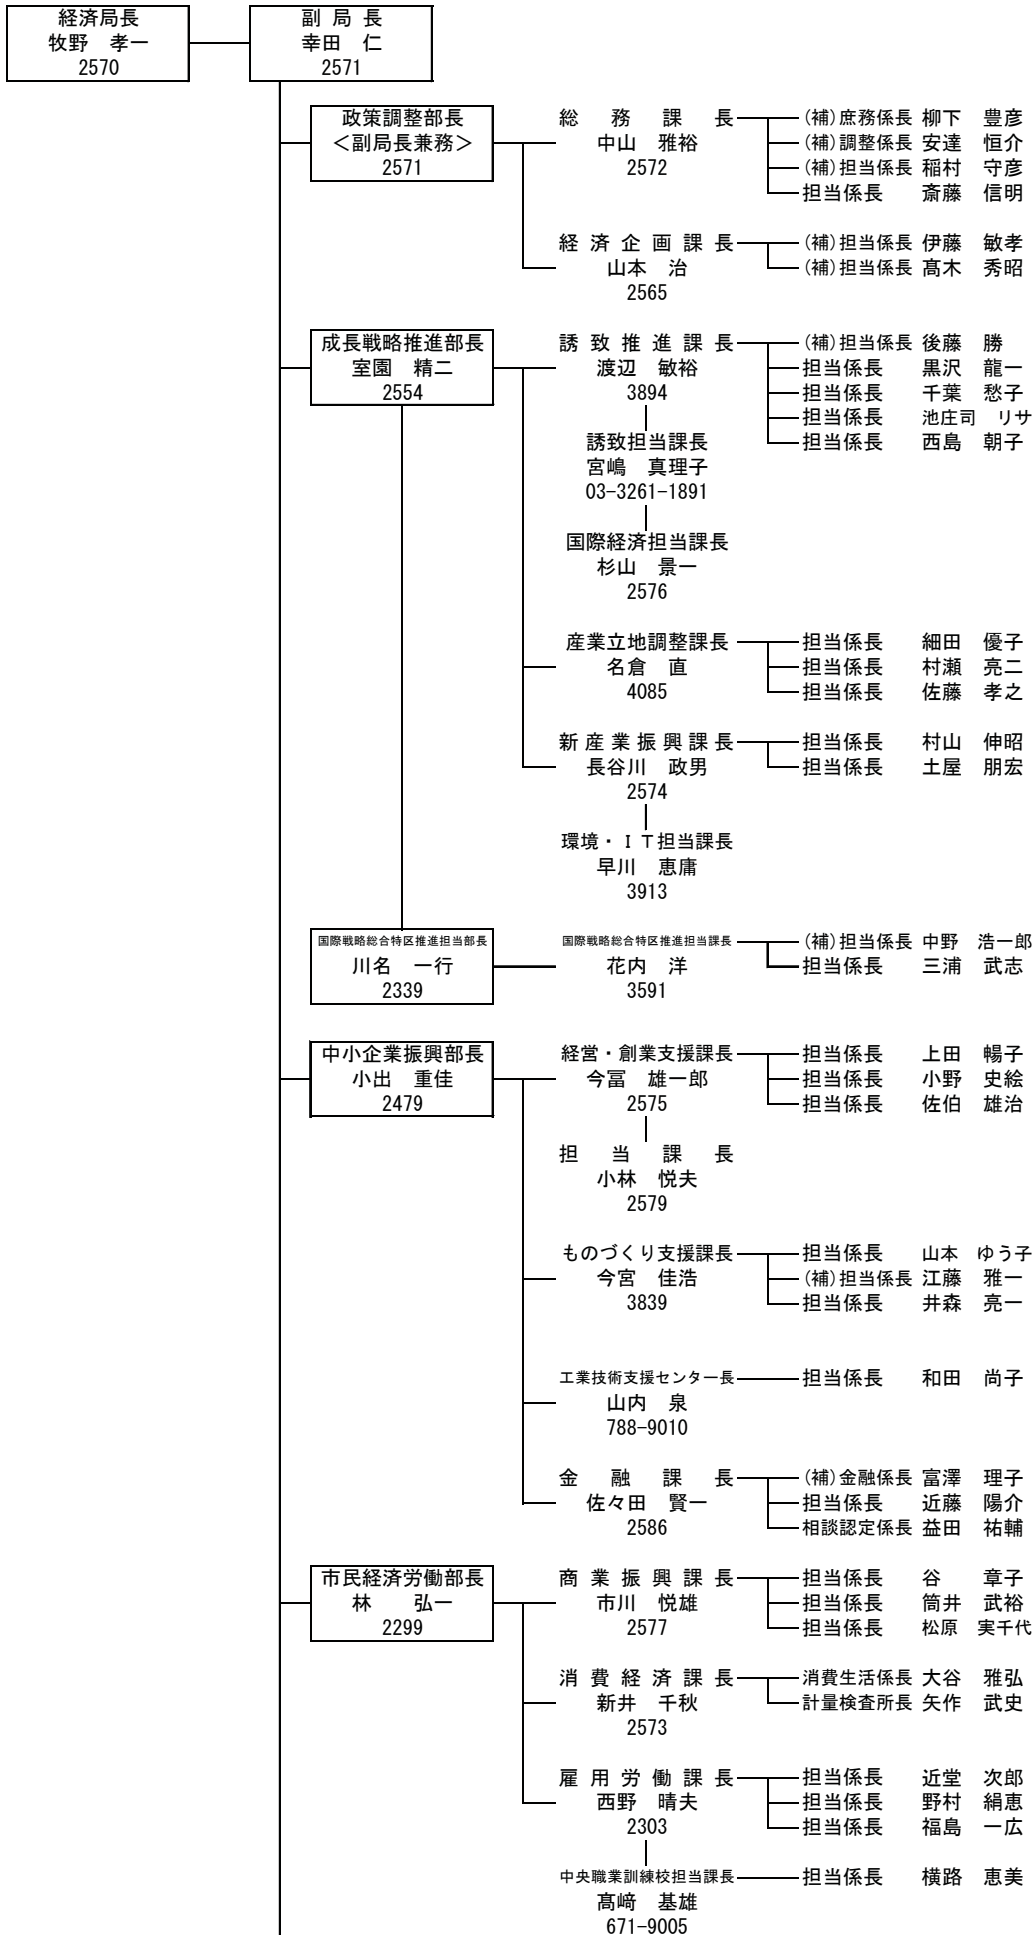 経済局長
牧野　孝一
2570
副 局 長
幸田　仁
2571
政策調整部長
＜副局長兼務＞
2571
総　務　課　長
中山　雅裕
2572
(補)庶務係長 柳下　豊彦
(補)調整係長 安達　恒介
(補)担当係長 稲村　守彦
担当係長 斎藤　信明
経 済 企 画 課 長
山本　治
2565
(補)担当係長 伊藤　敏孝
(補)担当係長 髙木　秀昭
成長戦略推進部長
室園　精二
2554
誘 致 推 進 課 長
渡辺　敏裕
3894
(補)担当係長 後藤　勝
担当係長 黒沢　龍一
担当係長 千葉　愁子
担当係長 池庄司　リサ
担当係長 西島　朝子
誘致担当課長
宮嶋　真理子
03-3261-1891
国際経済担当課長
杉山　景一
2576
産業立地調整課長
名倉　直
4085
担当係長 細田　優子
担当係長 村瀬　亮二
担当係長 佐藤　孝之
新 産 業 振 興 課 長
長谷川　政男
2574
担当係長 村山　伸昭
担当係長 土屋　朋宏
環境・ＩＴ担当課長
早川　恵庸
3913
国際戦略総合特区推進担当部長
川名　一行
2339
国際戦略総合特区推進担当課長
花内　洋
3591
(補)担当係長 中野　浩一郎
担当係長 三浦　武志
中小企業振興部長
小出　重佳
2479
経営・創業支援課長
今冨　雄一郎
2575
担当係長 上田　暢子
担当係長 小野　史絵
担当係長 佐伯　雄治
担　当　課　長
小林　悦夫
2579
ものづくり支援課長
今宮　佳浩
3839
担当係長 山本　ゆう子
(補)担当係長 江藤　雅一
担当係長 井森　亮一
工業技術支援センター長
山内　泉
788-9010
担当係長 和田　尚子
金　融　課　長
佐々田　賢一
2586
(補)金融係長 富澤　理子
担当係長 近藤　陽介
相談認定係長 益田　祐輔
市民経済労働部長
林　　弘一
2299
商 業 振 興 課 長
市川　悦雄
2577
担当係長 谷　　章子
担当係長 筒井　武裕
担当係長 松原　実千代
消 費 経 済 課 長
新井　千秋
2573
消費生活係長 大谷　雅弘
計量検査所長 矢作　武史
雇 用 労 働 課 長
西野　晴夫
2303
担当係長 近堂　次郎
担当係長 野村　絹恵
担当係長 福島　一広
中央職業訓練校担当課長
髙﨑　基雄
671-9005
担当係長 横路　恵美